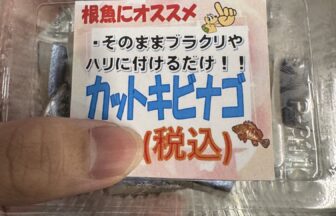 根魚にオススメ
・そのままブラクリや
ハリに付けるだけ！！
カットキビナゴ
(税込)